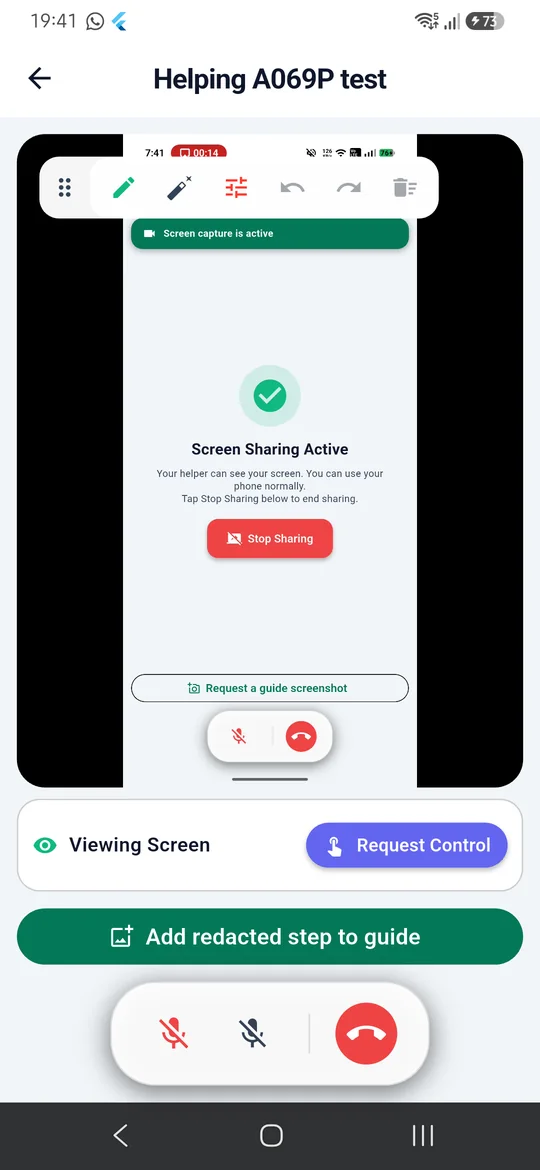 19:41
73
Helping A069P test
7:41
00:14
76+
Screen capture is active
Screen Sharing Active
Your helper can see your screen. You can use your
phone normally.
Tap Stop Sharing below to end sharing.
Stop Sharing
Request a guide screenshot
Viewing Screen
Request Control
Add redacted step to guide